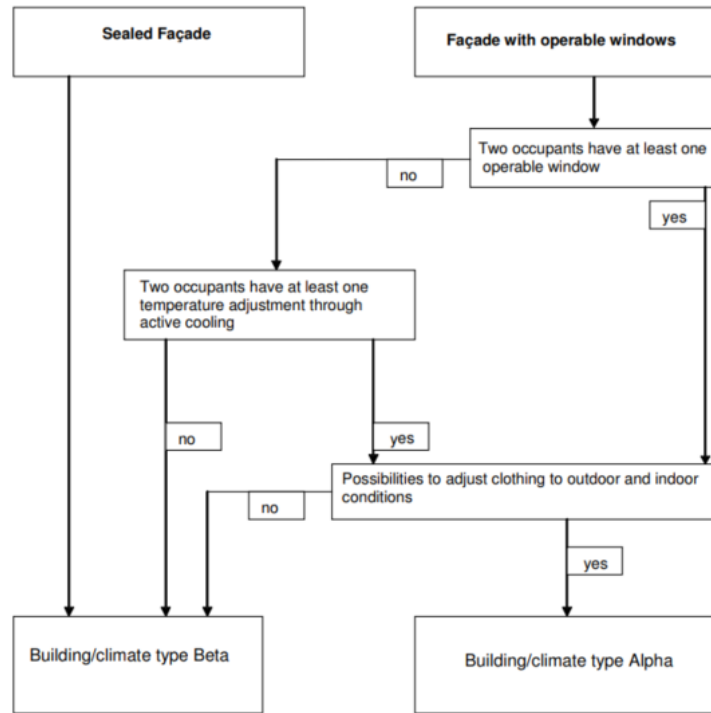 Sealed Façade
Façade with operable windows
Two occupants have at least one
operable window
no
yes
Two occupants have at least one
temperature adjustment through
active cooling
no
yes
Possibilities to adjust clothing to outdoor and indoor
conditions
no
yes
Building/climate type Beta
Building/climate type Alpha